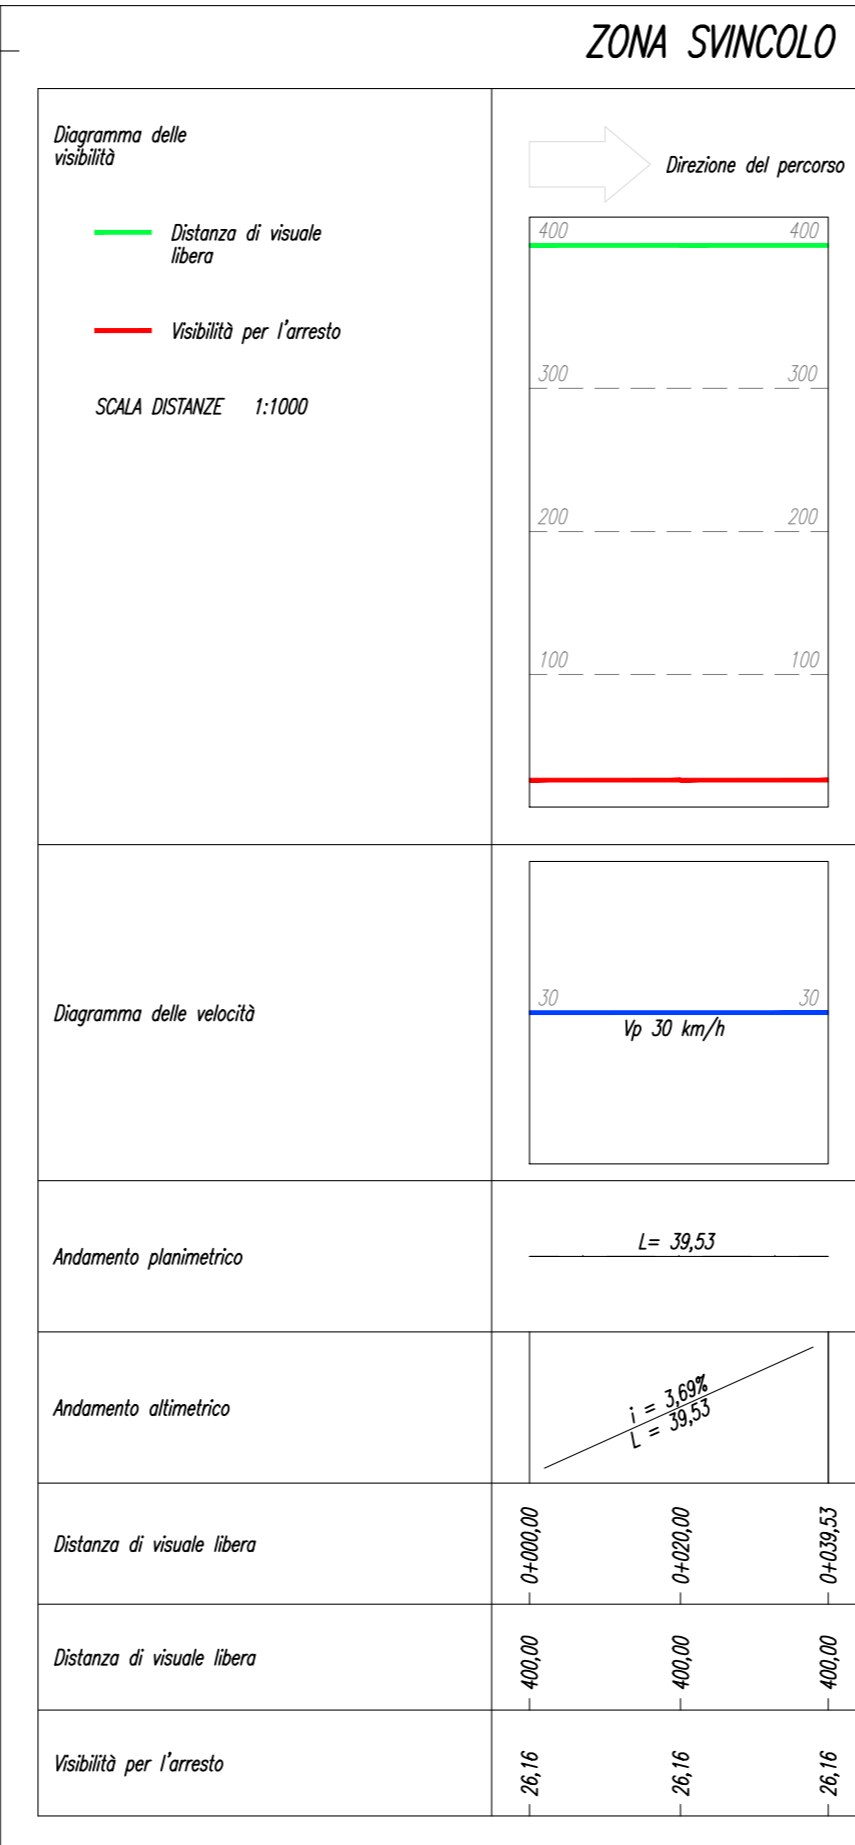 ZONA SVINCOLO
Diagramma delle
visibilità
Direzione del percorso
Distanza di visuale
libera
Visibilità per l'arresto
SCALA DISTANZE 1:1000
400 400
300 300
200 200
100 100
Diagramma delle velocità
30 30
Vp 30 km/h
Andamento planimetrico
L= 39,53
Andamento altimetrico
i = 3,69%
L = 39,53
Distanza di visuale libera
0+000,00 0+020,00 0+039,53
Distanza di visuale libera
400,00 400,00 400,00
Visibilità per l'arresto
26,16 26,16 26,16